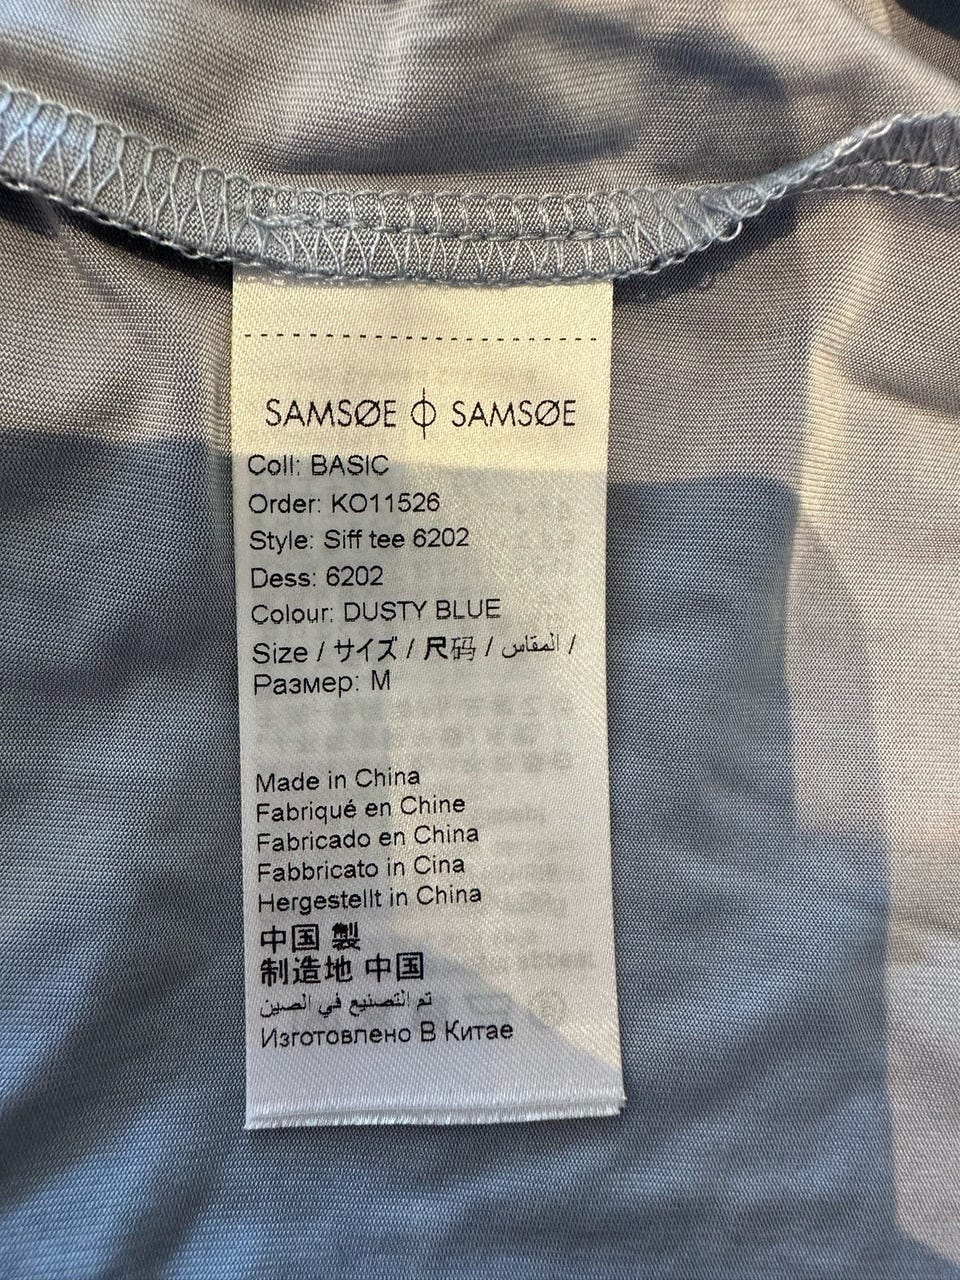 SAMSØE ⌽ SAMSØE
Coll: BASIC
Order: KO11526
Style: Siff tee 6202
Dess: 6202
Colour: DUSTY BLUE
Size / サイズ / 尺码 / المقاس /
Размер: M
Made in China
Fabriqué en Chine
Fabricado en China
Fabbricato in Cina
Hergestellt in China
中国 製
制造地 中国
تم التصنيع في الصين
Изготовлено В Китае